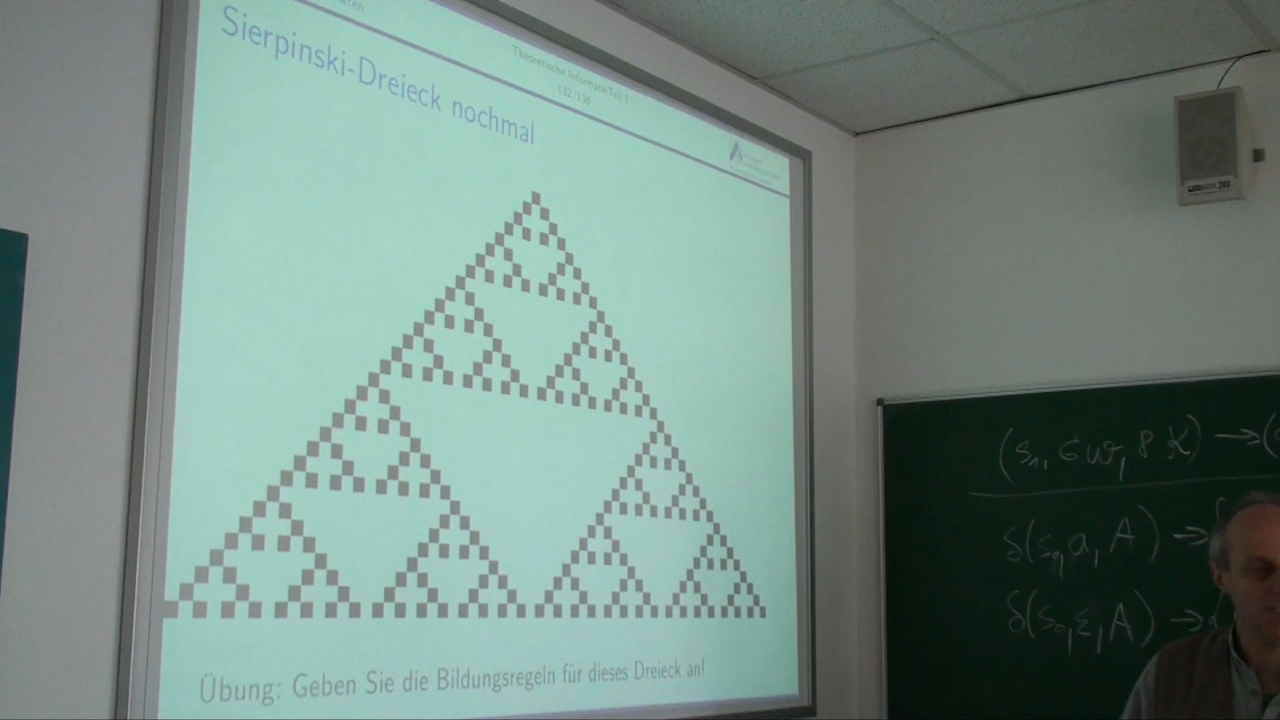 Theoretische Informatik Teil 1
132/136
Sierpinski-Dreieck nochmal
Übung: Geben Sie die Bildungsregeln für dieses Dreieck an!
→
δ(s₀, a, A) →
δ(s₀, ε, A) →